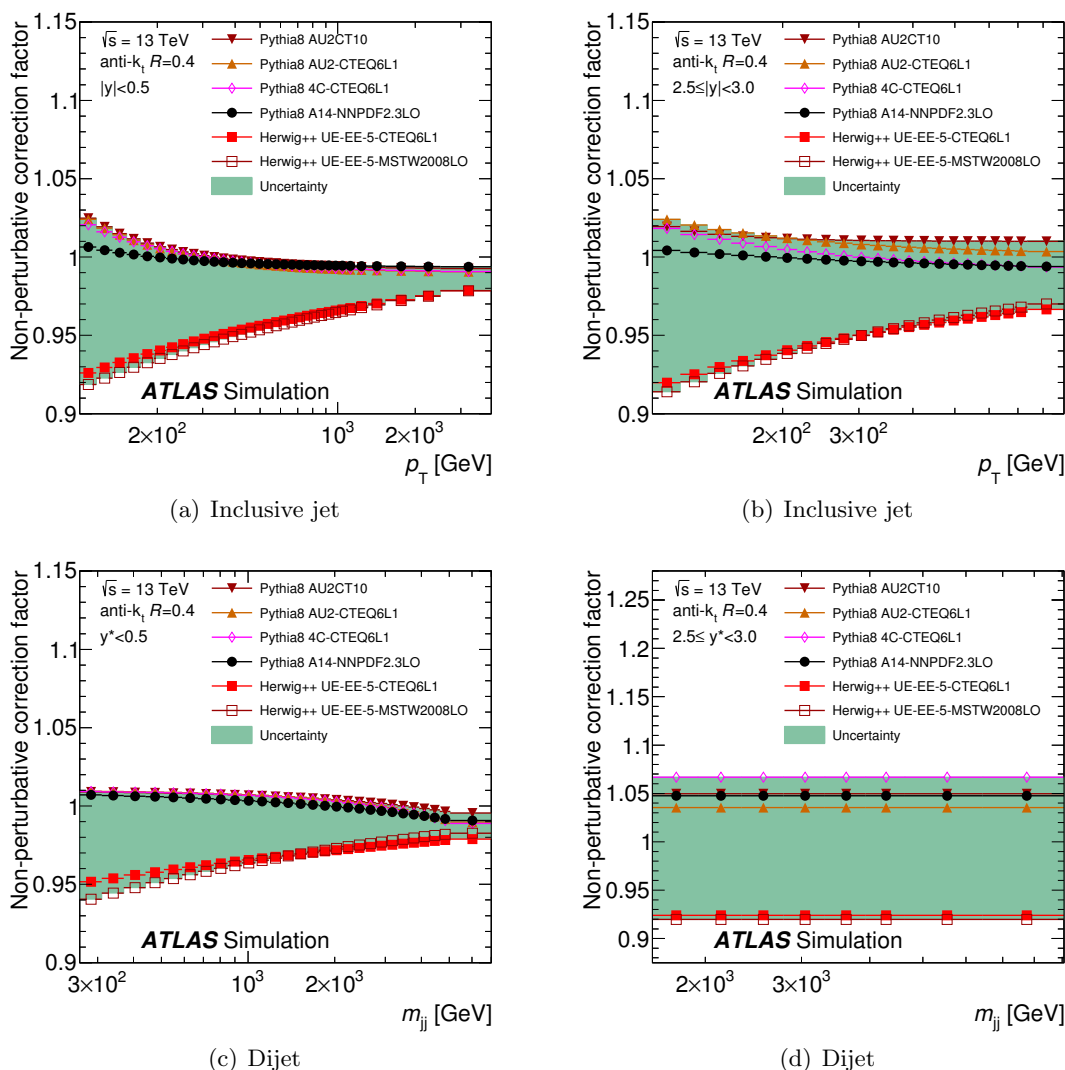 1.15
1.1
1.05
1
0.95
0.9
Non-perturbative correction factor
√s = 13 TeV
anti-kt R=0.4
|y|<0.5
Pythia8 AU2CT10
Pythia8 AU2-CTEQ6L1
Pythia8 4C-CTEQ6L1
Pythia8 A14-NNPDF2.3LO
Herwig++ UE-EE-5-CTEQ6L1
Herwig++ UE-EE-5-MSTW2008LO
Uncertainty
ATLAS Simulation
2×10²
10³
2×10³
pT [GeV]
(a) Inclusive jet
1.15
1.1
1.05
1
0.95
0.9
Non-perturbative correction factor
√s = 13 TeV
anti-kt R=0.4
2.5≤|y|<3.0
Pythia8 AU2CT10
Pythia8 AU2-CTEQ6L1
Pythia8 4C-CTEQ6L1
Pythia8 A14-NNPDF2.3LO
Herwig++ UE-EE-5-CTEQ6L1
Herwig++ UE-EE-5-MSTW2008LO
Uncertainty
ATLAS Simulation
2×10²
3×10²
pT [GeV]
(b) Inclusive jet
1.15
1.1
1.05
1
0.95
0.9
Non-perturbative correction factor
√s = 13 TeV
anti-kt R=0.4
y*<0.5
Pythia8 AU2CT10
Pythia8 AU2-CTEQ6L1
Pythia8 4C-CTEQ6L1
Pythia8 A14-NNPDF2.3LO
Herwig++ UE-EE-5-CTEQ6L1
Herwig++ UE-EE-5-MSTW2008LO
Uncertainty
ATLAS Simulation
3×10²
10³
2×10³
mjj [GeV]
(c) Dijet
1.25
1.2
1.15
1.1
1.05
1
0.95
0.9
Non-perturbative correction factor
√s = 13 TeV
anti-kt R=0.4
2.5≤ y*<3.0
Pythia8 AU2CT10
Pythia8 AU2-CTEQ6L1
Pythia8 4C-CTEQ6L1
Pythia8 A14-NNPDF2.3LO
Herwig++ UE-EE-5-CTEQ6L1
Herwig++ UE-EE-5-MSTW2008LO
Uncertainty
ATLAS Simulation
2×10³
3×10³
mjj [GeV]
(d) Dijet